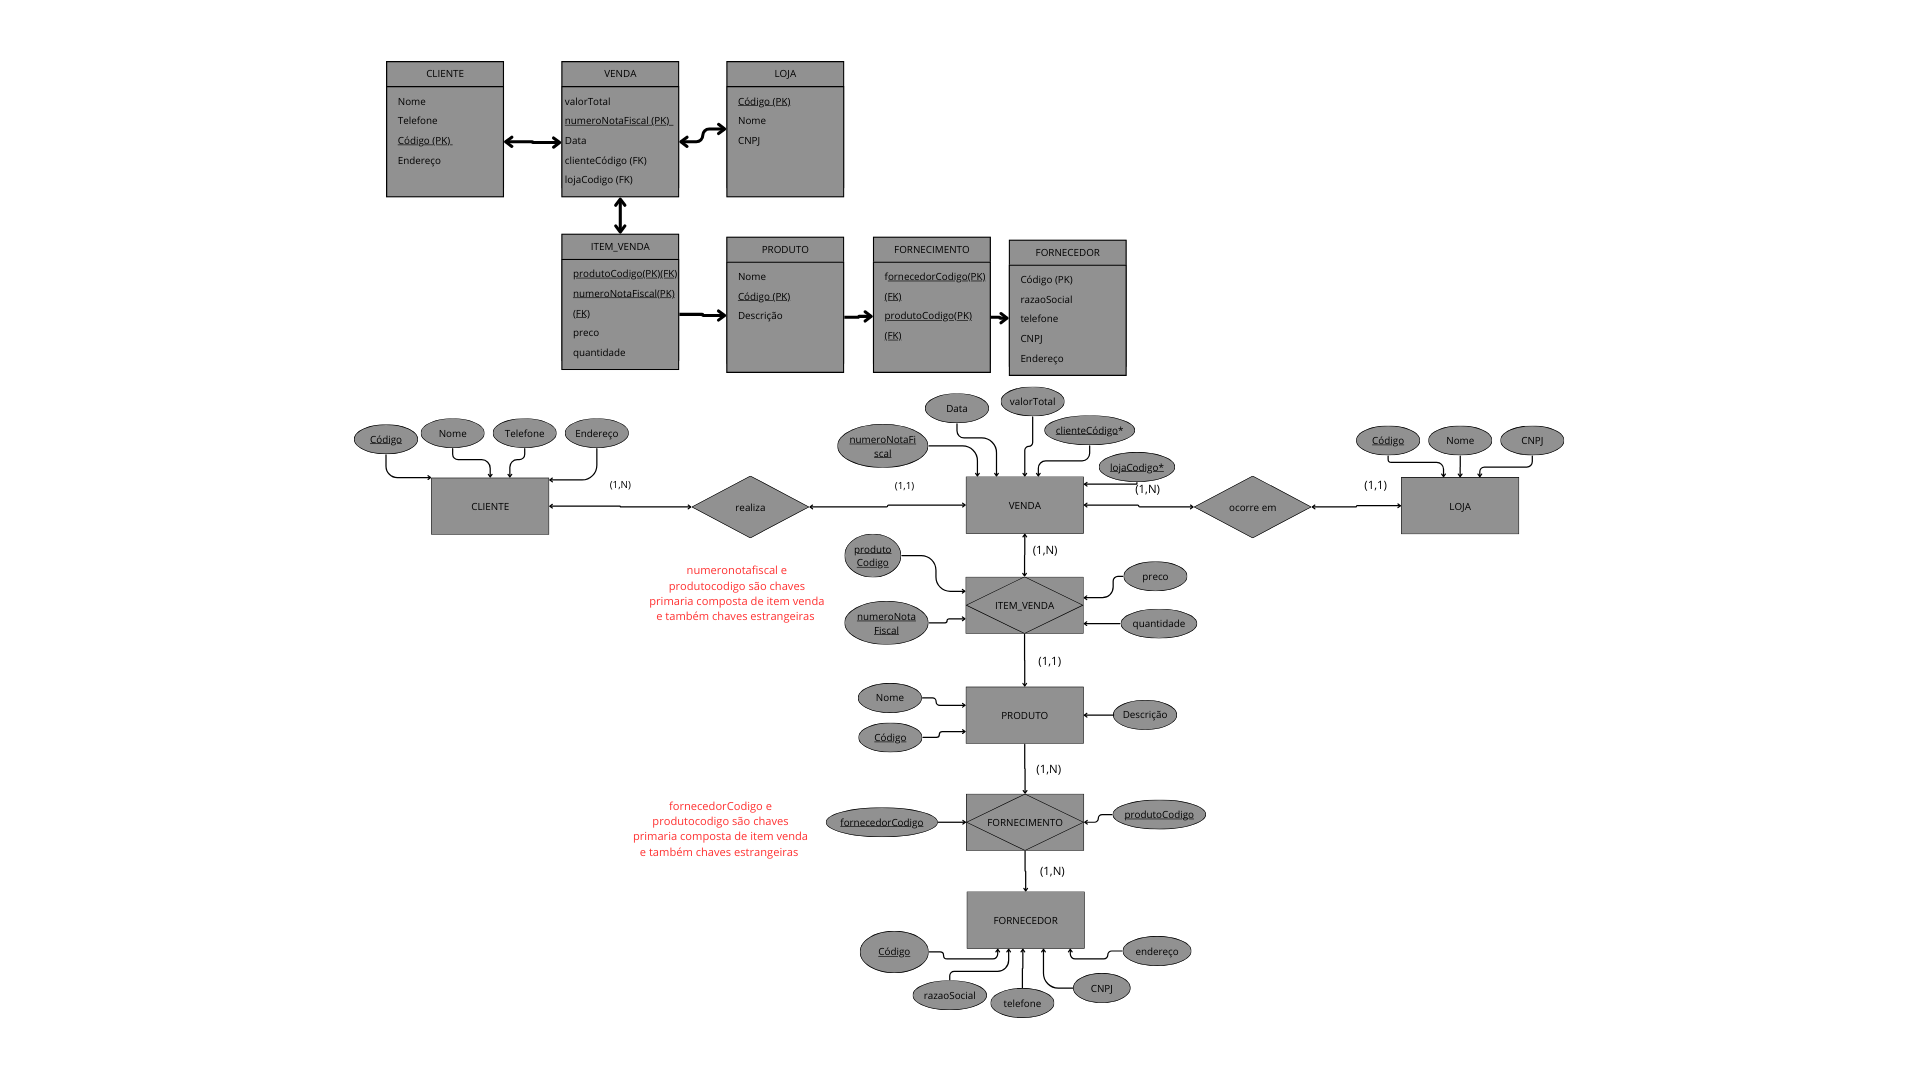 CLIENTE
Nome
Telefone
Código (PK)
Endereço
VENDA
valorTotal
numeroNotaFiscal (PK)
Data
clienteCódigo (FK)
lojaCodigo (FK)
LOJA
Código (PK)
Nome
CNPJ
ITEM_VENDA
produtoCodigo(PK)(FK)
numeroNotaFiscal(PK)
(FK)
preco
quantidade
PRODUTO
Nome
Código (PK)
Descrição
FORNECIMENTO
fornecedorCodigo(PK)
(FK)
produtoCodigo(PK)
(FK)
FORNECEDOR
Código (PK)
razaoSocial
telefone
CNPJ
Endereço
Código
Nome
Telefone
Endereço
CLIENTE
(1,N)
realiza
(1,1)
numeroNotaFi
scal
Data
valorTotal
clienteCódigo*
lojaCodigo*
VENDA
(1,N)
ocorre em
(1,1)
Código
Nome
CNPJ
LOJA
(1,N)
produto
Codigo
numeroNota
Fiscal
ITEM_VENDA
preco
quantidade
numeronotafiscal e
produtocodigo são chaves
primaria composta de item venda
e também chaves estrangeiras
(1,1)
Nome
Código
PRODUTO
Descrição
(1,N)
fornecedorCodigo e
produtocodigo são chaves
primaria composta de item venda
e também chaves estrangeiras
fornecedorCodigo
FORNECIMENTO
produtoCodigo
(1,N)
FORNECEDOR
Código
razaoSocial
telefone
CNPJ
endereço